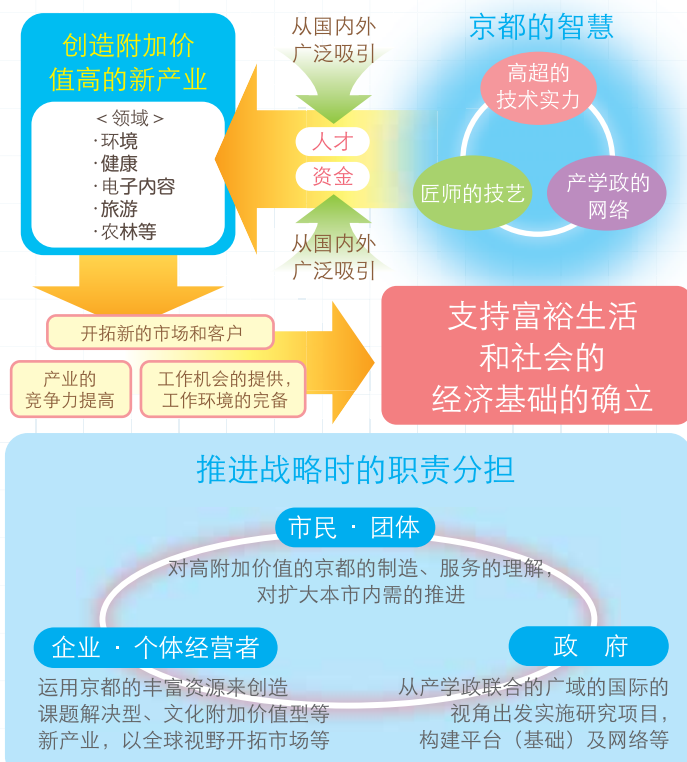 创造附加价
值高的新产业
＜领域＞
·环境
·健康
·电子内容
·旅游
·农林等
从国内外
广泛吸引
人才
资金
从国内外
广泛吸引
京都的智慧
高超的
技术实力
匠师的技艺
产学政的
网络
开拓新的市场和客户
产业的
竞争力提高
工作机会的提供，
工作环境的完备
支持富裕生活
和社会的
经济基础的确立
推进战略时的职责分担
市民 · 团体
对高附加价值的京都的制造、服务的理解，
对扩大本市内需的推进
企业 · 个体经营者
运用京都的丰富资源来创造
课题解决型、文化附加价值型等
新产业，以全球视野开拓市场等
政　府
从产学政联合的广域的国际的
视角出发实施研究项目，
构建平台（基础）及网络等